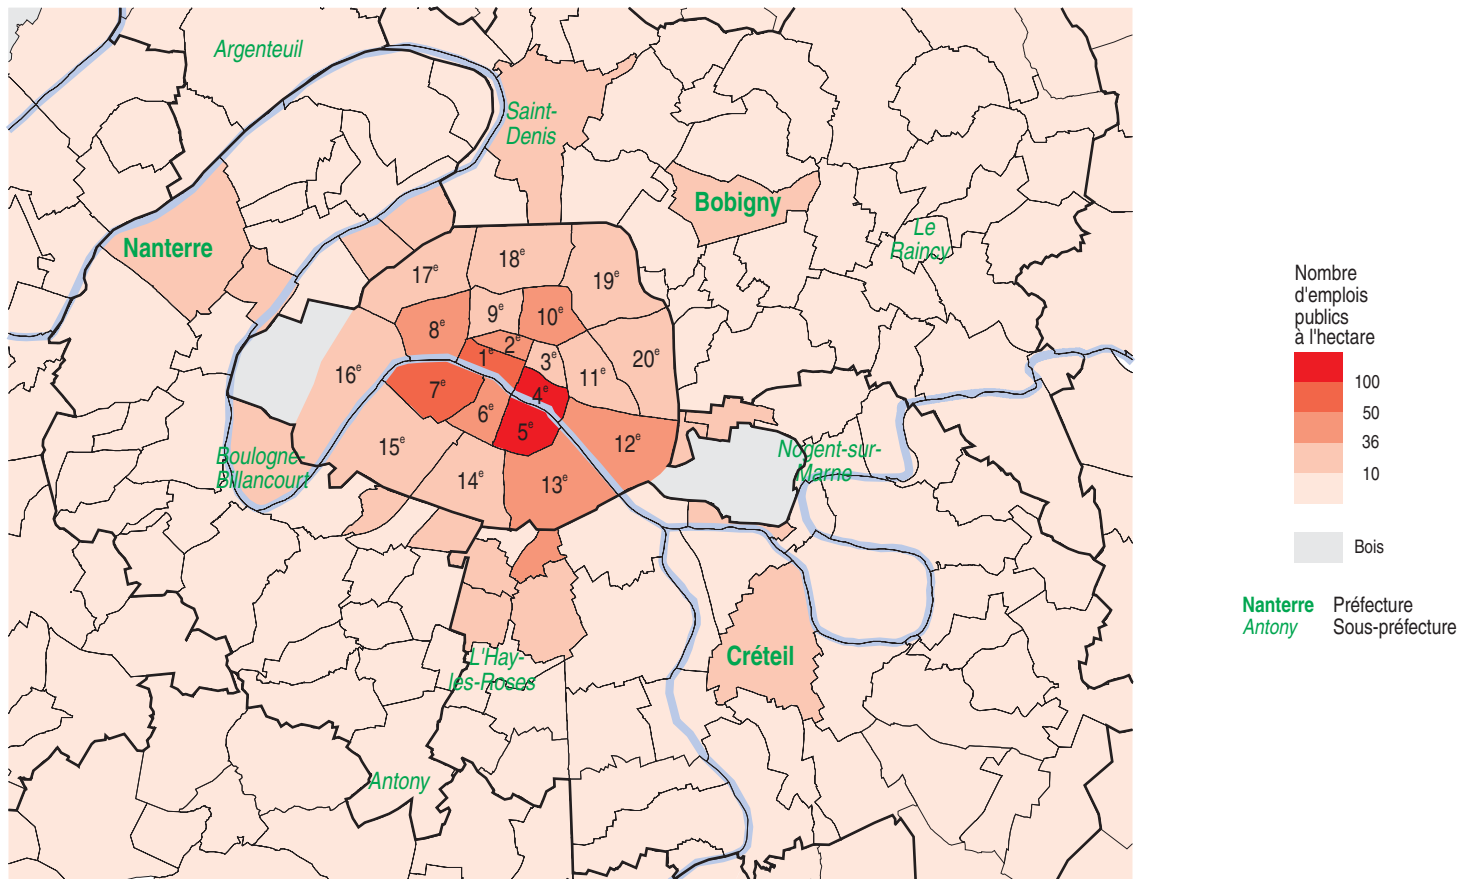 Argenteuil
Saint-
Denis
Bobigny
Le
Raincy
Nanterre
17e
18e
19e
8e
9e
10e
2e
1e
3e
20e
16e
11e
7e
4e
6e
5e
12e
15e
14e
13e
Boulogne-
Billancourt
Nogent-sur-
Marne
Créteil
L'Hay-
les-Roses
Antony
Nombre
d'emplois
publics
à l'hectare
100
50
36
10
Bois
Nanterre Préfecture
Antony Sous-préfecture